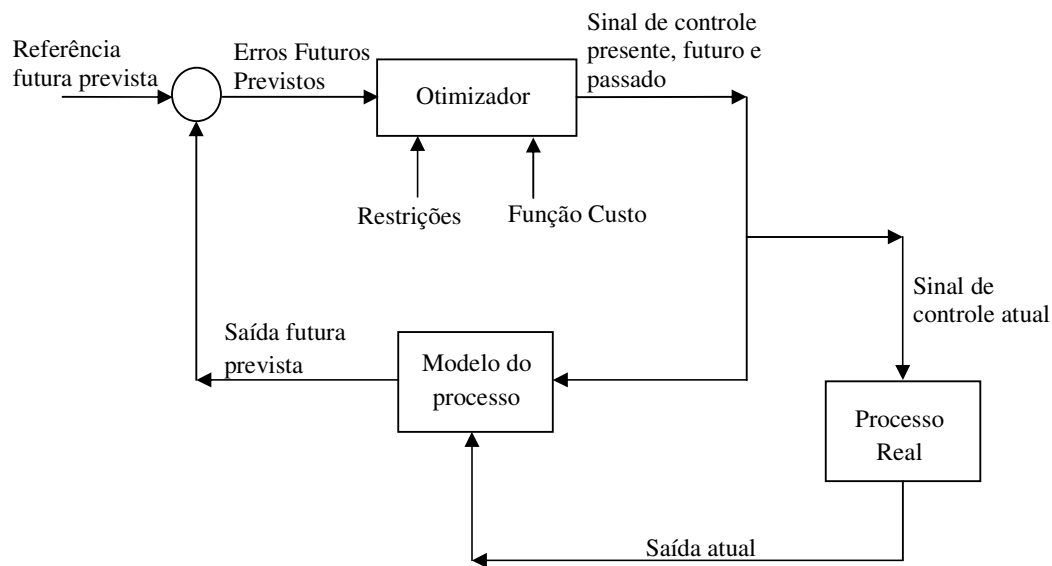 Referência
futura prevista
Erros Futuros
Previstos
Otimizador
Sinal de controle
presente, futuro e
passado
Restrições
Função Custo
Sinal de
controle atual
Saída futura
prevista
Modelo do
processo
Processo
Real
Saída atual